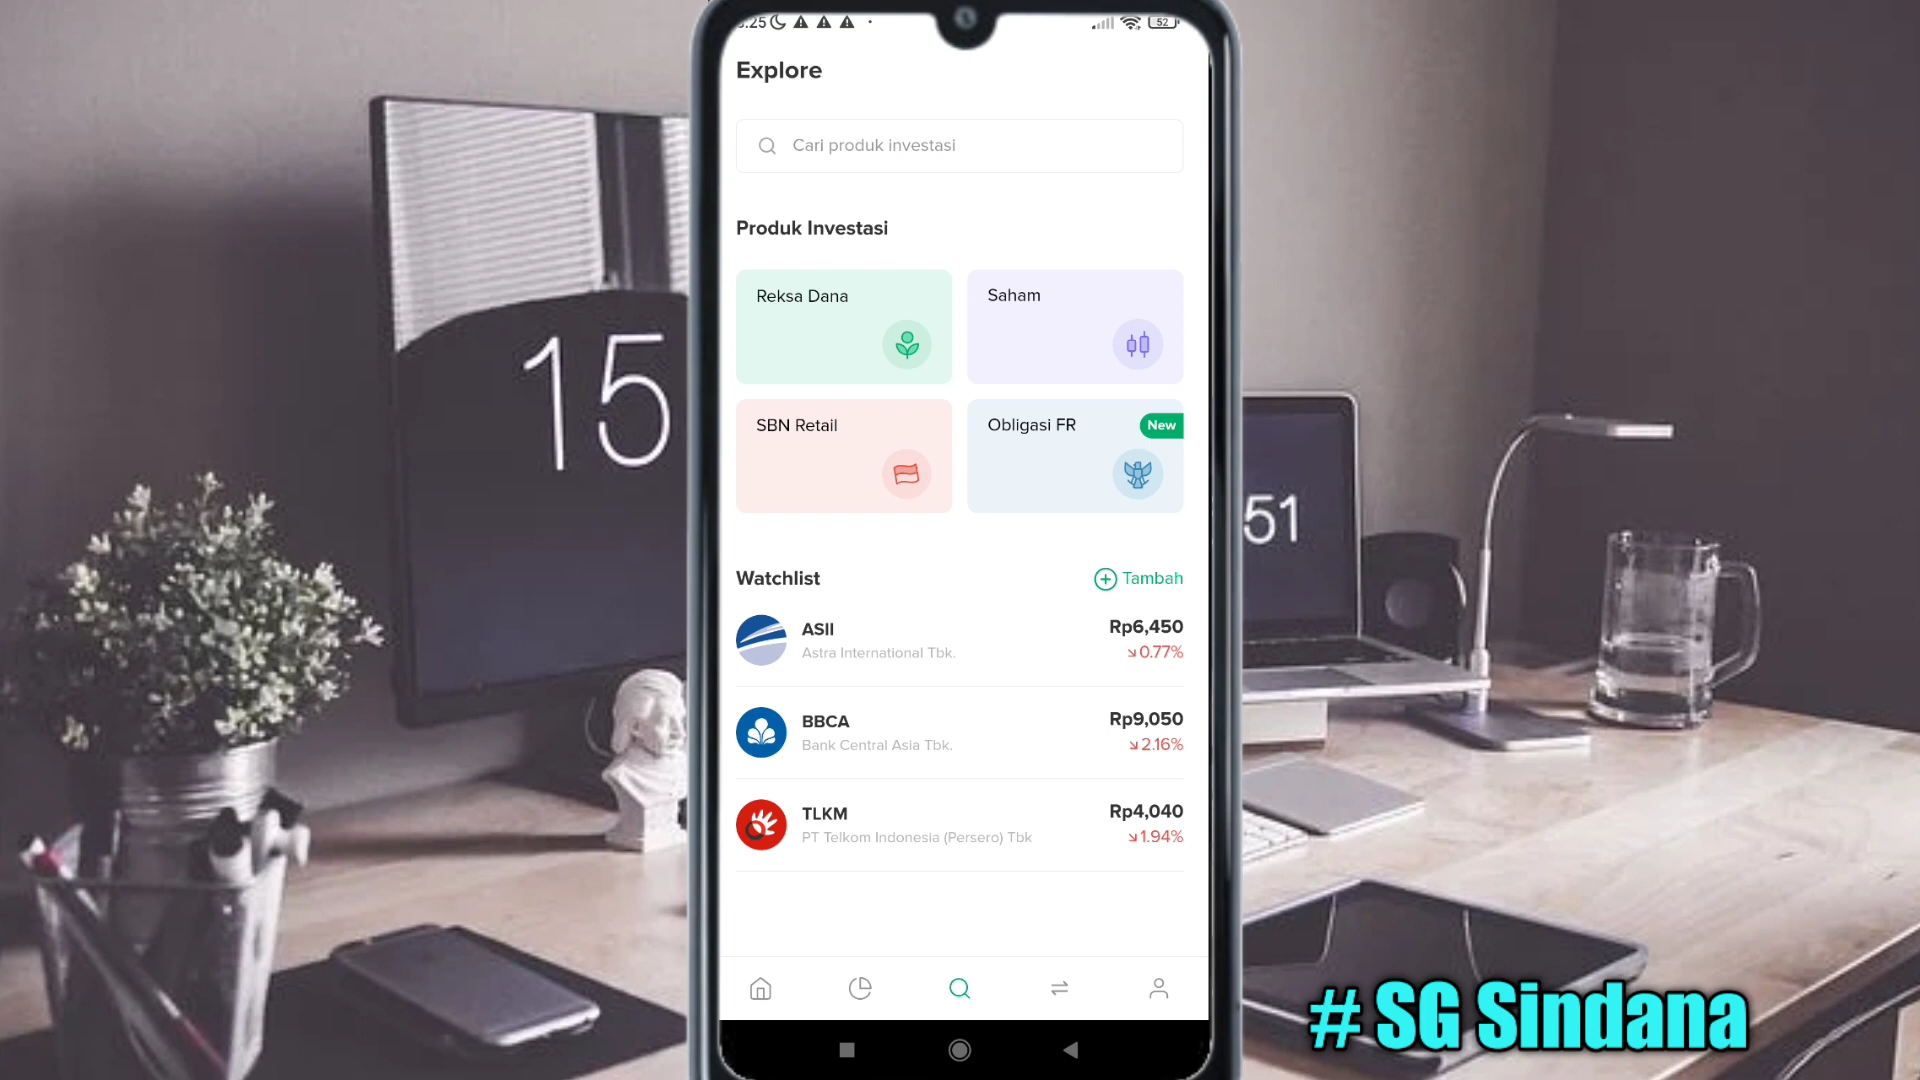 Explore
Cari produk investasi
Produk Investasi
Reksa Dana
Saham
SBN Retail
Obligasi FR
New
Watchlist
Tambah
ASII
Rp6,450
Astra International Tbk.
0.77%
BBCA
Rp9,050
Bank Central Asia Tbk.
2.16%
TLKM
Rp4,040
PT Telkom Indonesia (Persero) Tbk
1.94%
52
15
51
# SG Sindana